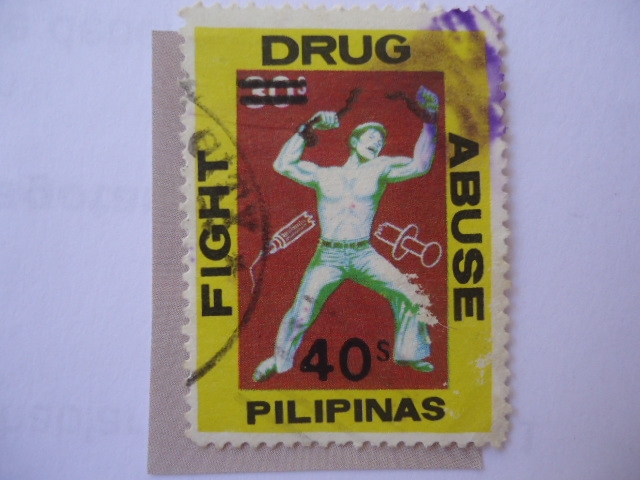 DRUG
FIGHT
ABUSE
30s
40s
PILIPINAS